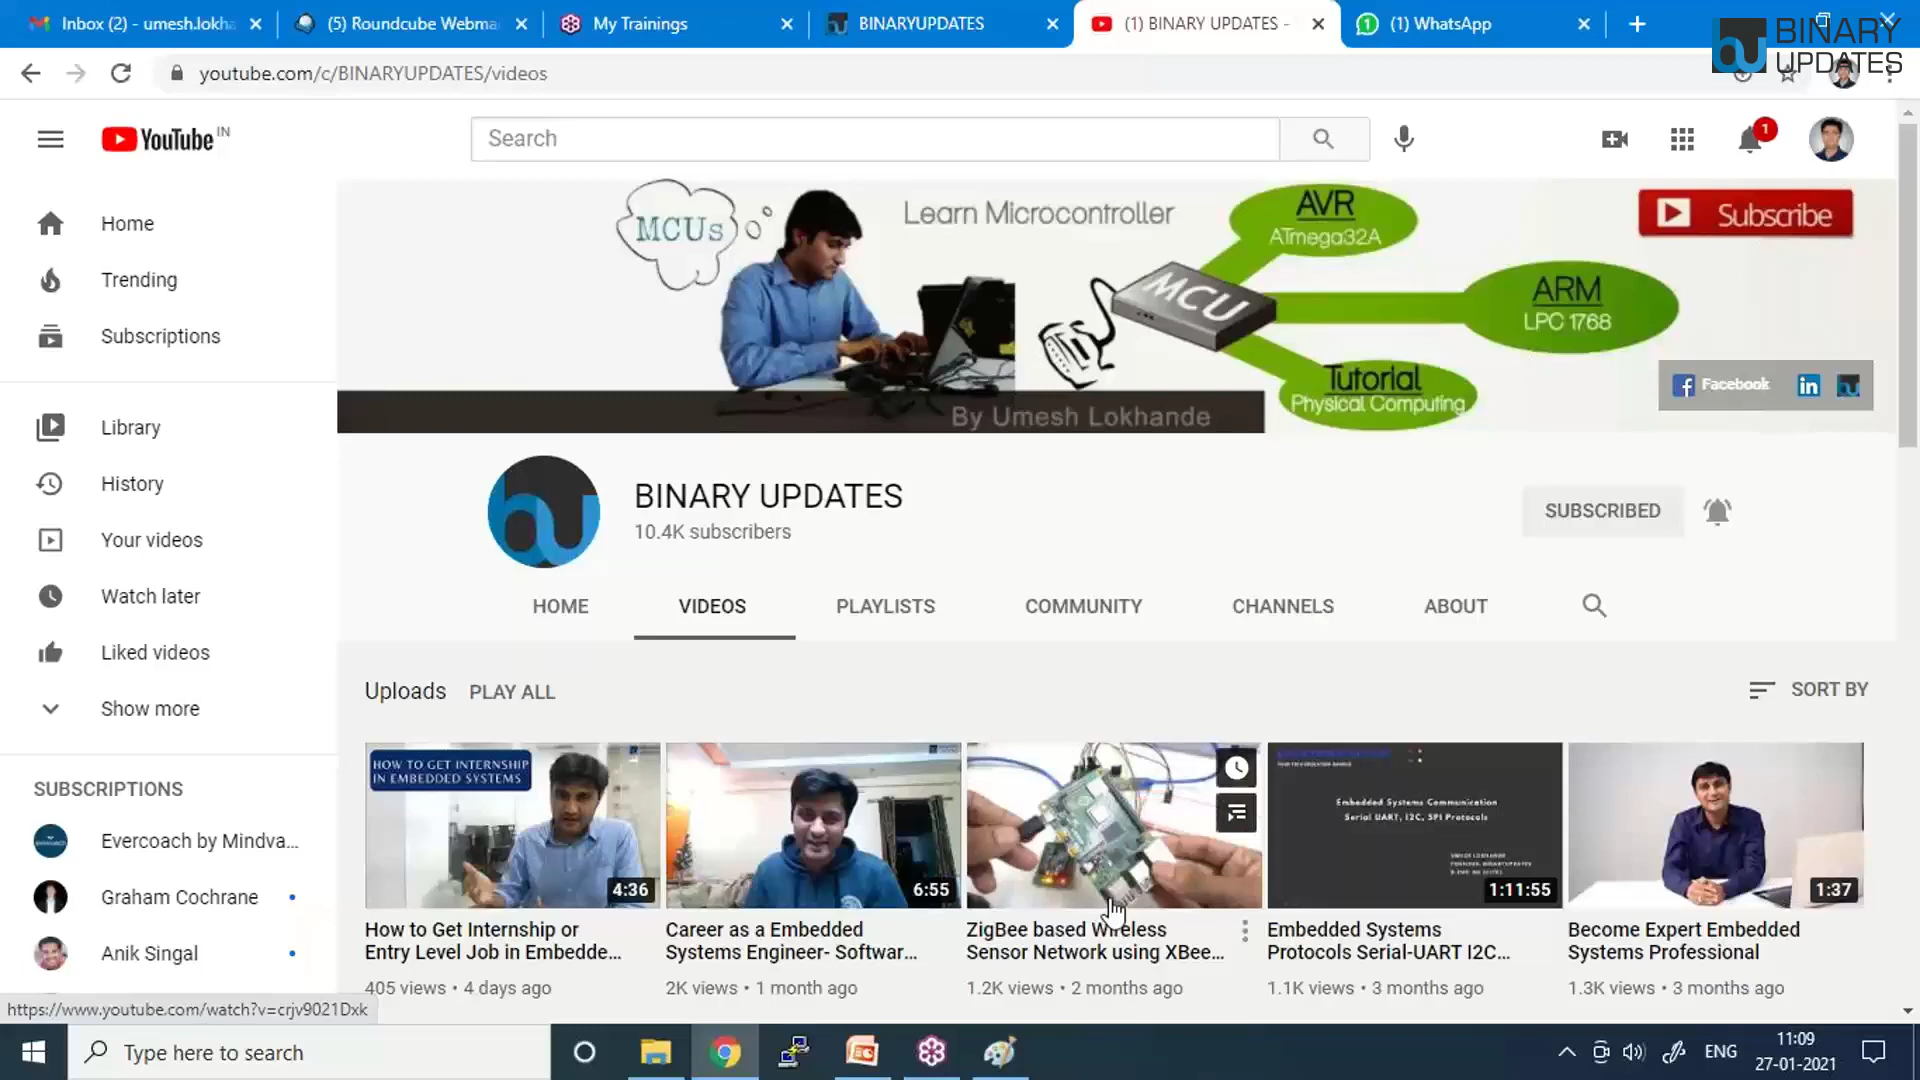 Inbox (2) - umesh.lokha
(5) Roundcube Webma
My Trainings
BINARYUPDATES
(1) BINARY UPDATES -
(1) WhatsApp
BINARY
UPDATES
youtube.com/c/BINARYUPDATES/videos
YouTube IN
Search
1
Home
Trending
Subscriptions
Library
History
Your videos
Watch later
Liked videos
Show more
SUBSCRIPTIONS
Evercoach by Mindva...
Graham Cochrane
Anik Singal
MCUs
Learn Microcontroller
MCU
AVR
ATmega32A
ARM
LPC 1768
Tutorial
Physical Computing
Subscribe
Facebook
By Umesh Lokhande
BINARY UPDATES
10.4K subscribers
SUBSCRIBED
HOME
VIDEOS
PLAYLISTS
COMMUNITY
CHANNELS
ABOUT
Uploads
PLAY ALL
SORT BY
HOW TO GET INTERNSHIP
IN EMBEDDED SYSTEMS
4:36
How to Get Internship or
Entry Level Job in Embedde...
405 views • 4 days ago
6:55
Career as a Embedded
Systems Engineer- Softwar...
2K views • 1 month ago
ZigBee based Wireless
Sensor Network using XBee...
1.2K views • 2 months ago
Embedded Systems Communication
Serial UART, I2C, SPI Protocols
1:11:55
Embedded Systems
Protocols Serial-UART I2C...
1.1K views • 3 months ago
1:37
Become Expert Embedded
Systems Professional
1.3K views • 3 months ago
https://www.youtube.com/watch?v=crjv9021Dxk
Type here to search
ENG
11:09
27-01-2021